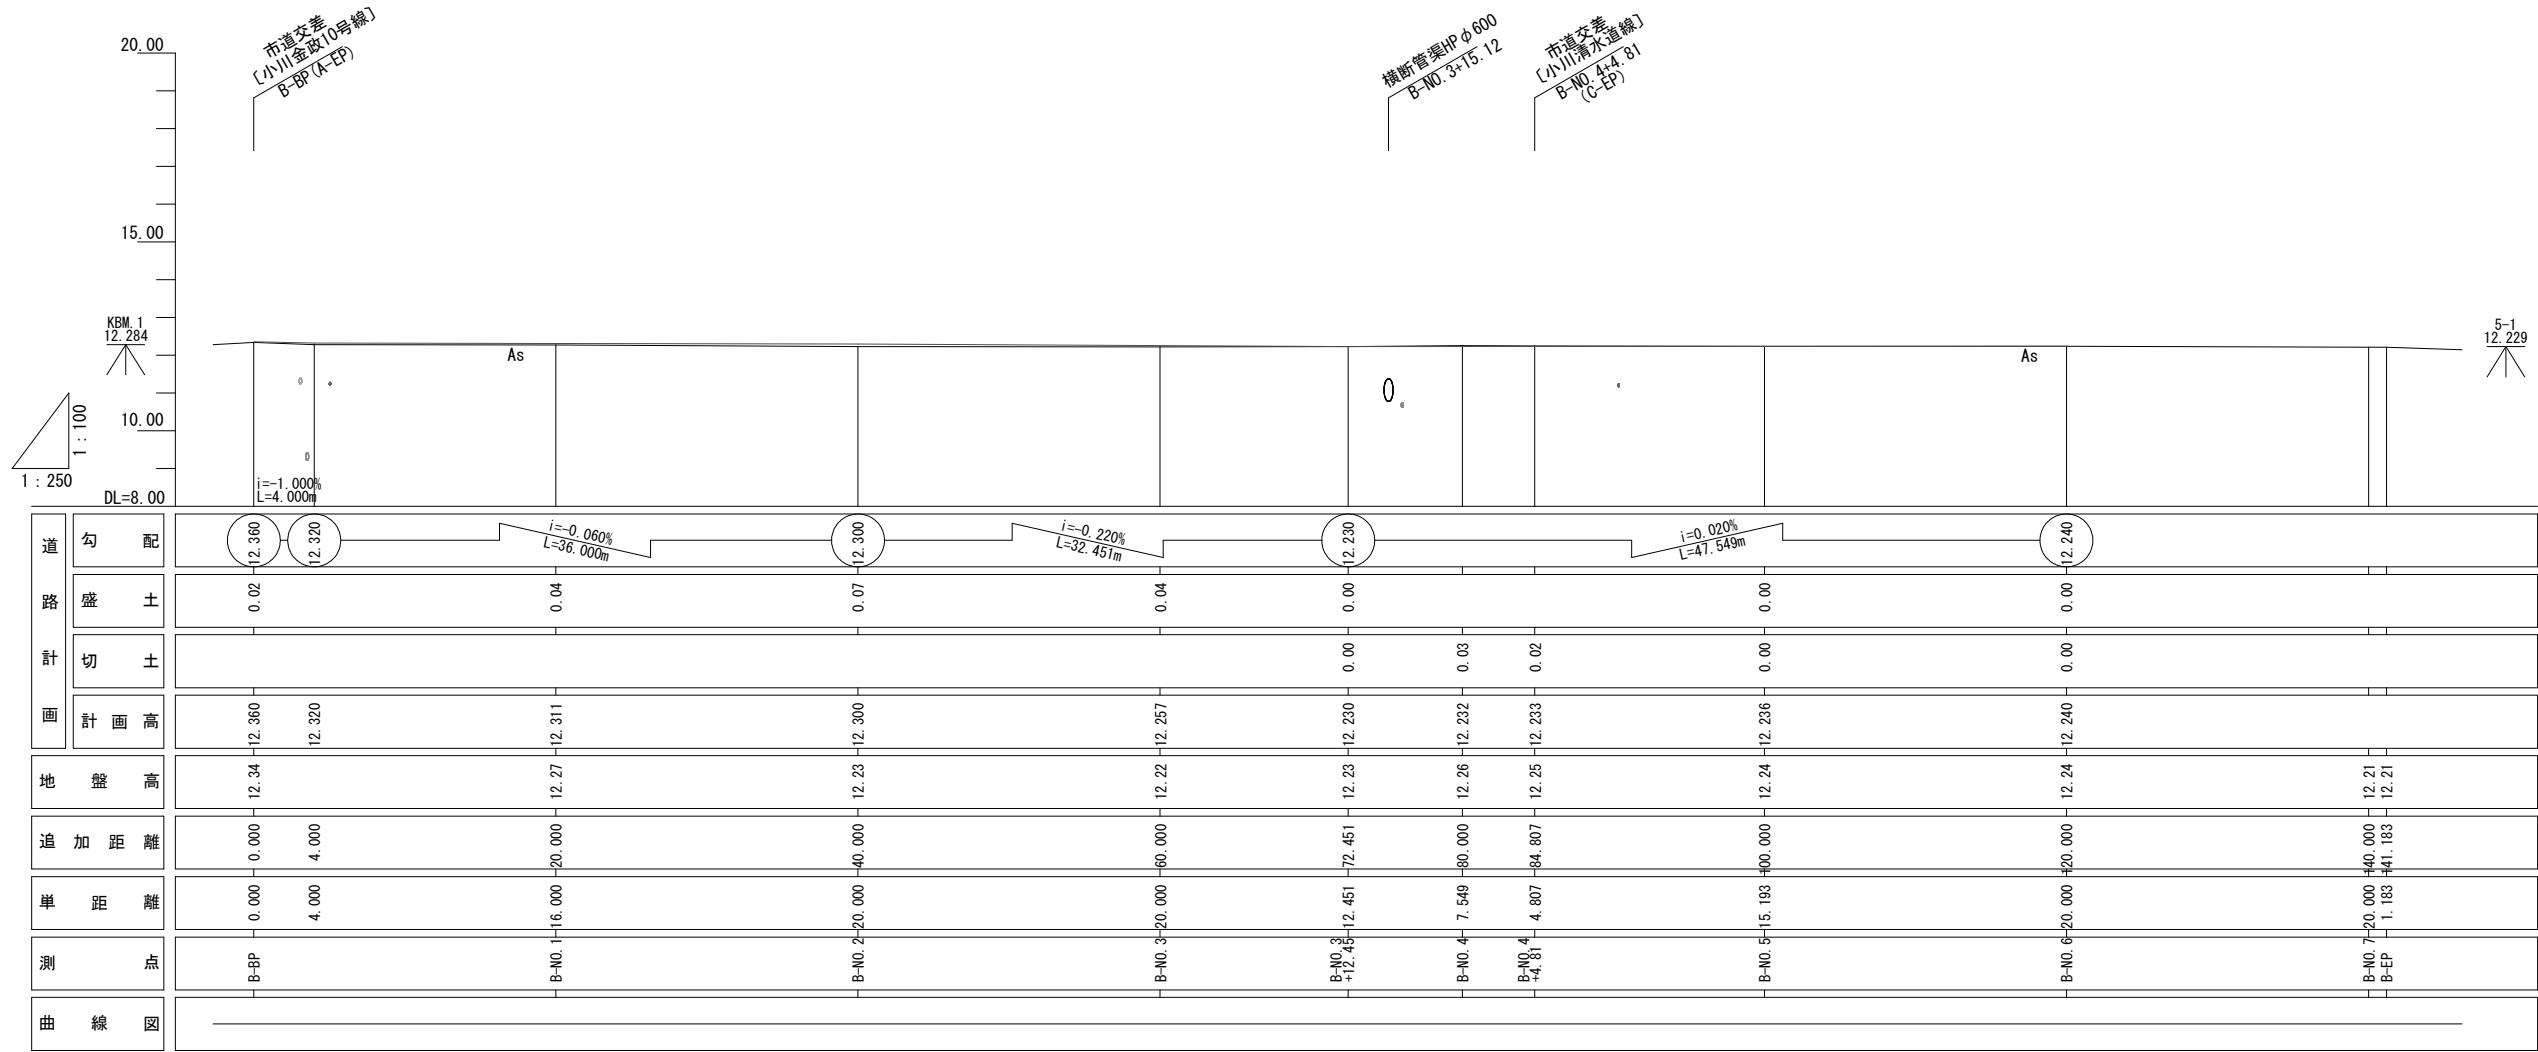 市道交差
［小川金政10号線］
B-BP(A-EP)
横断管渠HPφ600
B-NO.3+15.12
市道交差
［小川清水道線］
B-NO.4+4.81
(C-EP)
20.00
15.00
10.00
DL=8.00
KBM.1
12.284
5-1
12.229
1：100
1：250
As
As
i=-1.000%
L=4.000m
道路計画
勾配
12.360 12.320 i=-0.060% L=36.000m 12.300 i=-0.220% L=32.451m 12.230 i=0.020% L=47.549m 12.240
盛土
0.02 0.04 0.07 0.04 0.00 0.00 0.00
切土
0.00 0.03 0.02 0.00 0.00
計画高
12.360 12.320 12.311 12.300 12.257 12.230 12.232 12.233 12.236 12.240
地盤高
12.34 12.27 12.23 12.22 12.23 12.26 12.25 12.24 12.24 12.21 12.21
追加距離
0.000 4.000 20.000 40.000 60.000 72.451 80.000 84.807 100.000 120.000 140.000 141.183
単距離
0.000 4.000 16.000 20.000 20.000 12.451 7.549 4.807 15.193 20.000 20.000 1.183
測点
B-BP B-NO.1 B-NO.2 B-NO.3 B-NO.3 +12.45 B-NO.4 B-NO.4 +4.81 B-NO.5 B-NO.6 B-NO.7 B-EP
曲線図